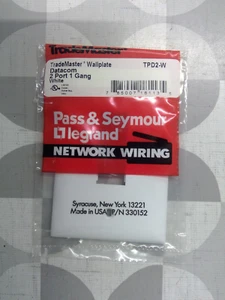 TradeMaster
TradeMaster® Wallplate TPD2-W
Datacom
2 Port 1 Gang
White
Pass & Seymour
legrand
NETWORK WIRING
Syracuse, New York 13221
Made in USA P/N 330152